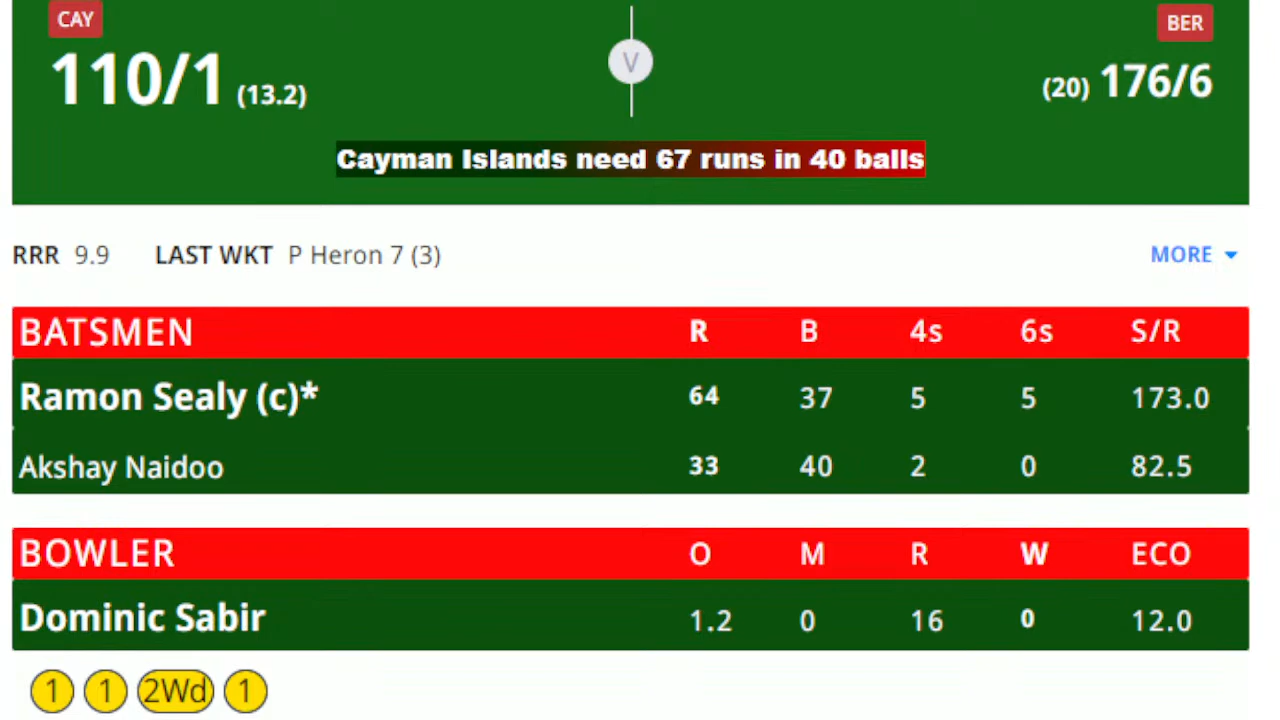 CAY V BER
110/1 (13.2) (20) 176/6
Cayman Islands need 67 runs in 40 balls
RRR 9.9 LAST WKT P Heron 7 (3) MORE
BATSMEN R B 4s 6s S/R
Ramon Sealy (c)* 64 37 5 5 173.0
Akshay Naidoo 33 40 2 0 82.5
BOWLER O M R W ECO
Dominic Sabir 1.2 0 16 0 12.0
1 1 2Wd 1